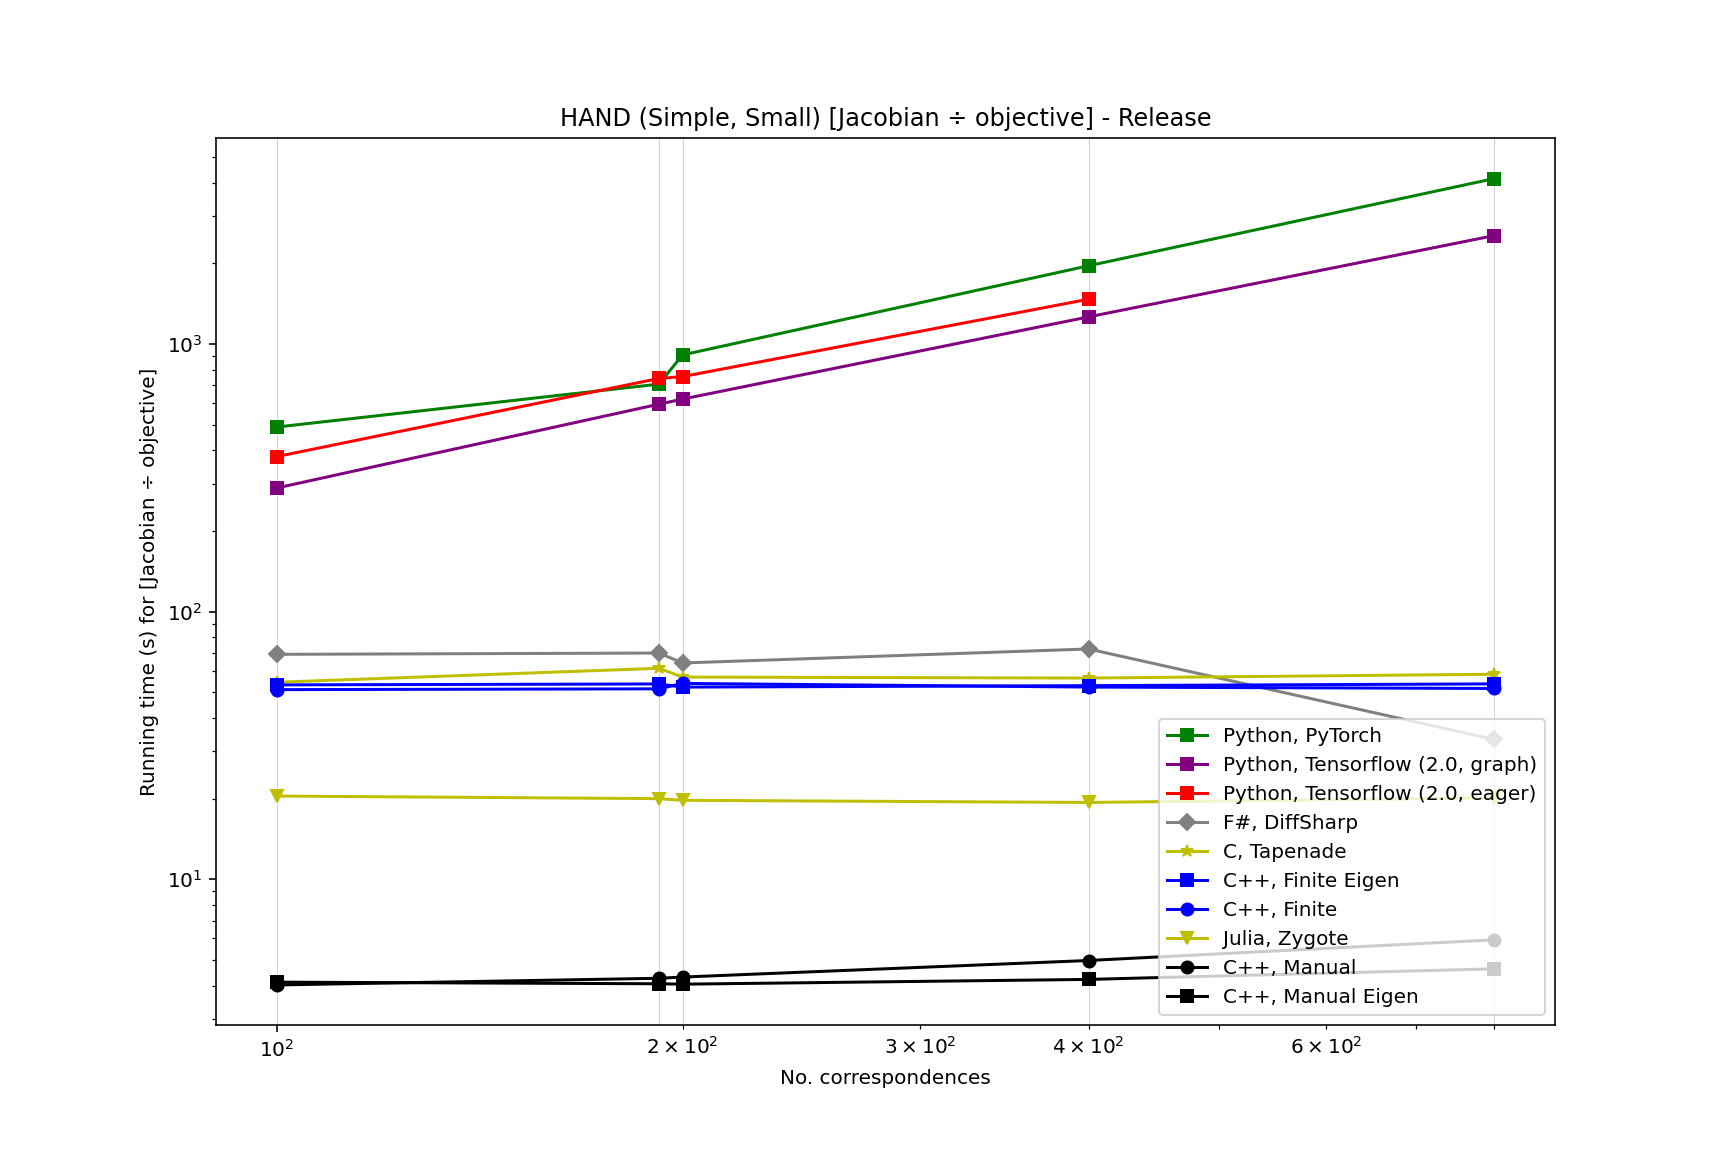 HAND (Simple, Small) [Jacobian ÷ objective] - Release
Running time (s) for [Jacobian ÷ objective]
10³
10²
10¹
Python, PyTorch
Python, Tensorflow (2.0, graph)
Python, Tensorflow (2.0, eager)
F#, DiffSharp
C, Tapenade
C++, Finite Eigen
C++, Finite
Julia, Zygote
C++, Manual
C++, Manual Eigen
10² 2 × 10² 3 × 10² 4 × 10² 6 × 10²
No. correspondences